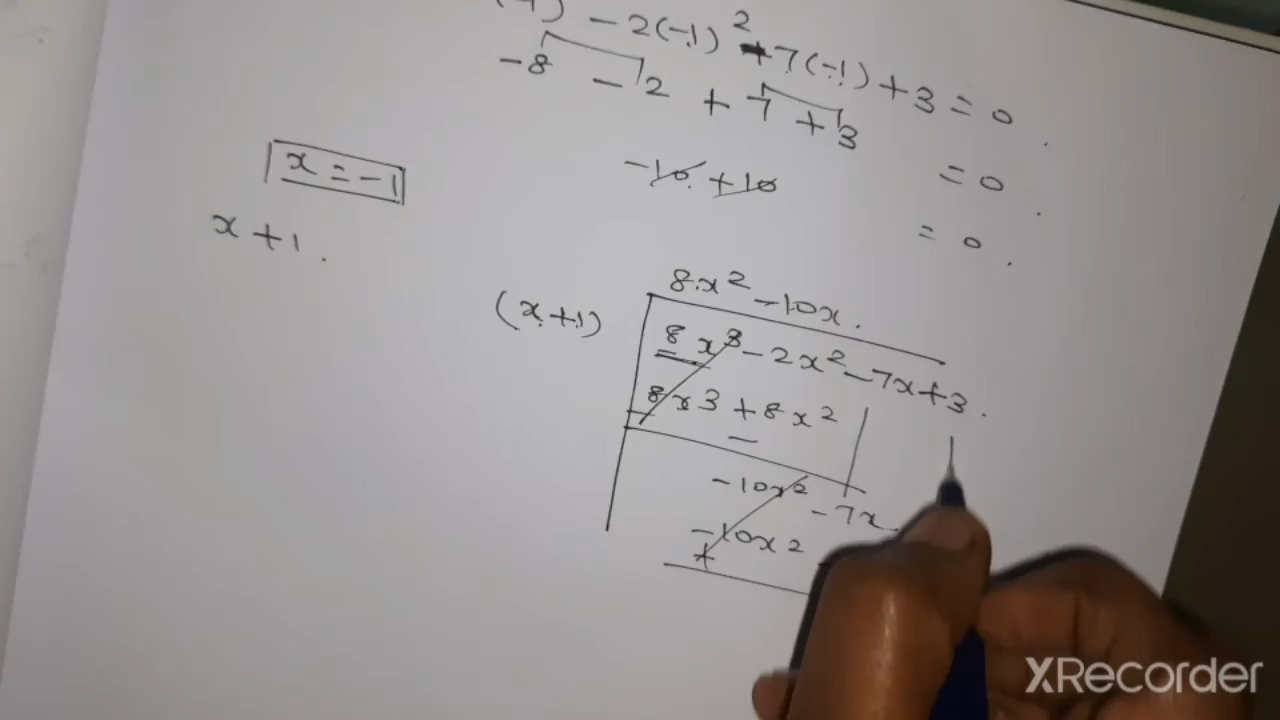 - 2(-1)² + 7(-1) + 3 = 0.
-8 - 2 + 7 + 3 = 0.
-10 + 10 = 0.
x = -1
x + 1.
8x² - 10x.
(x+1) 8x³ - 2x² - 7x + 3.
8x3 + 8x2
-10x2 - 7x
-10x2
+
XRecorder